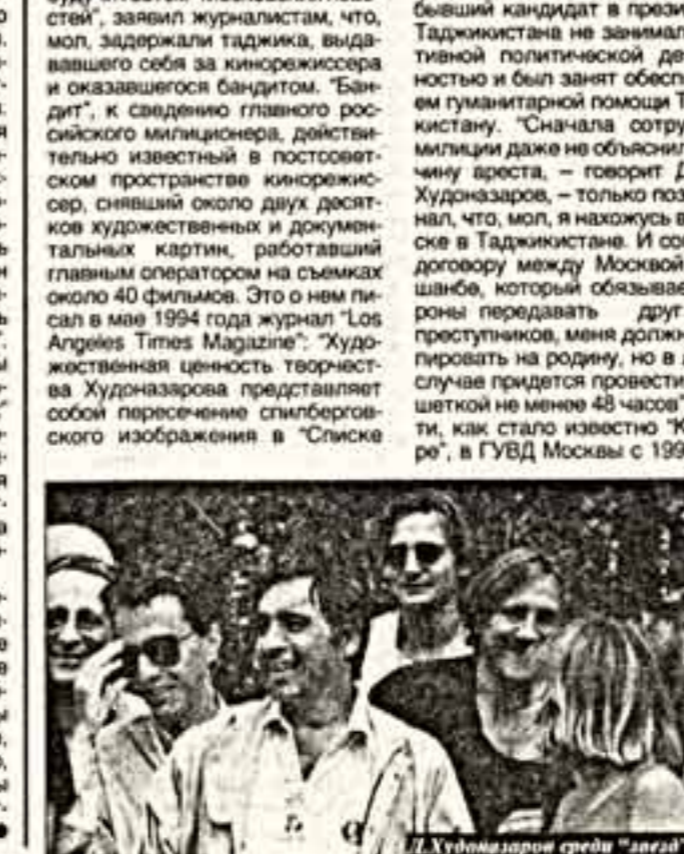 стей", заявил журналистам, что,
мол, задержали таджика, выда-
вавшего себя за кинорежиссера
и оказавшегося бандитом. "Бан-
дит", к сведению главного рос-
сийского милиционера, действи-
тельно известный в постсовет-
ском пространстве кинорежис-
сер, снявший около двух десят-
ков художественных и докумен-
тальных картин, работавший
главным оператором на съемках
около 40 фильмов. Это о нем пи-
сал в мае 1994 года журнал "Los
Angeles Times Magazine": "Худо-
жественная ценность творчест-
ва Худоназарова представляет
собой пересечение спилбергов-
ского изображения в "Списке
бывший кандидат в прези
Таджикистана не занимал
тивной политической де
ностью и был занят обесп
ем гуманитарной помощи Т
кистану. "Сначала сотру
милиции даже не объяснил
чину ареста, – говорит Д
Худоназаров, – только поз
нал, что, мол, я нахожусь в
ске в Таджикистане. И сог
договору между Москвой
шанбе, который обязывае
роны передавать друг
преступников, меня должн
пировать на родину, но в л
случае придется провести
шеткой не менее 48 часов"
ти, как стало известно "К
ре", в ГУВД Москвы с 199
Д.Худоназаров среди "звезд"